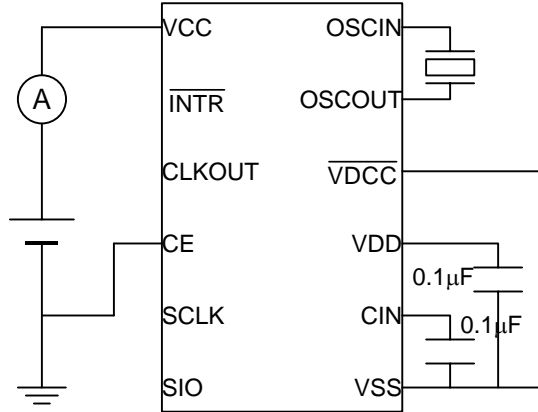 VCC
OSCIN
A
INTR
OSCOUT
CLKOUT
VDCC
CE
VDD
0.1μF
SCLK
CIN
0.1μF
SIO
VSS